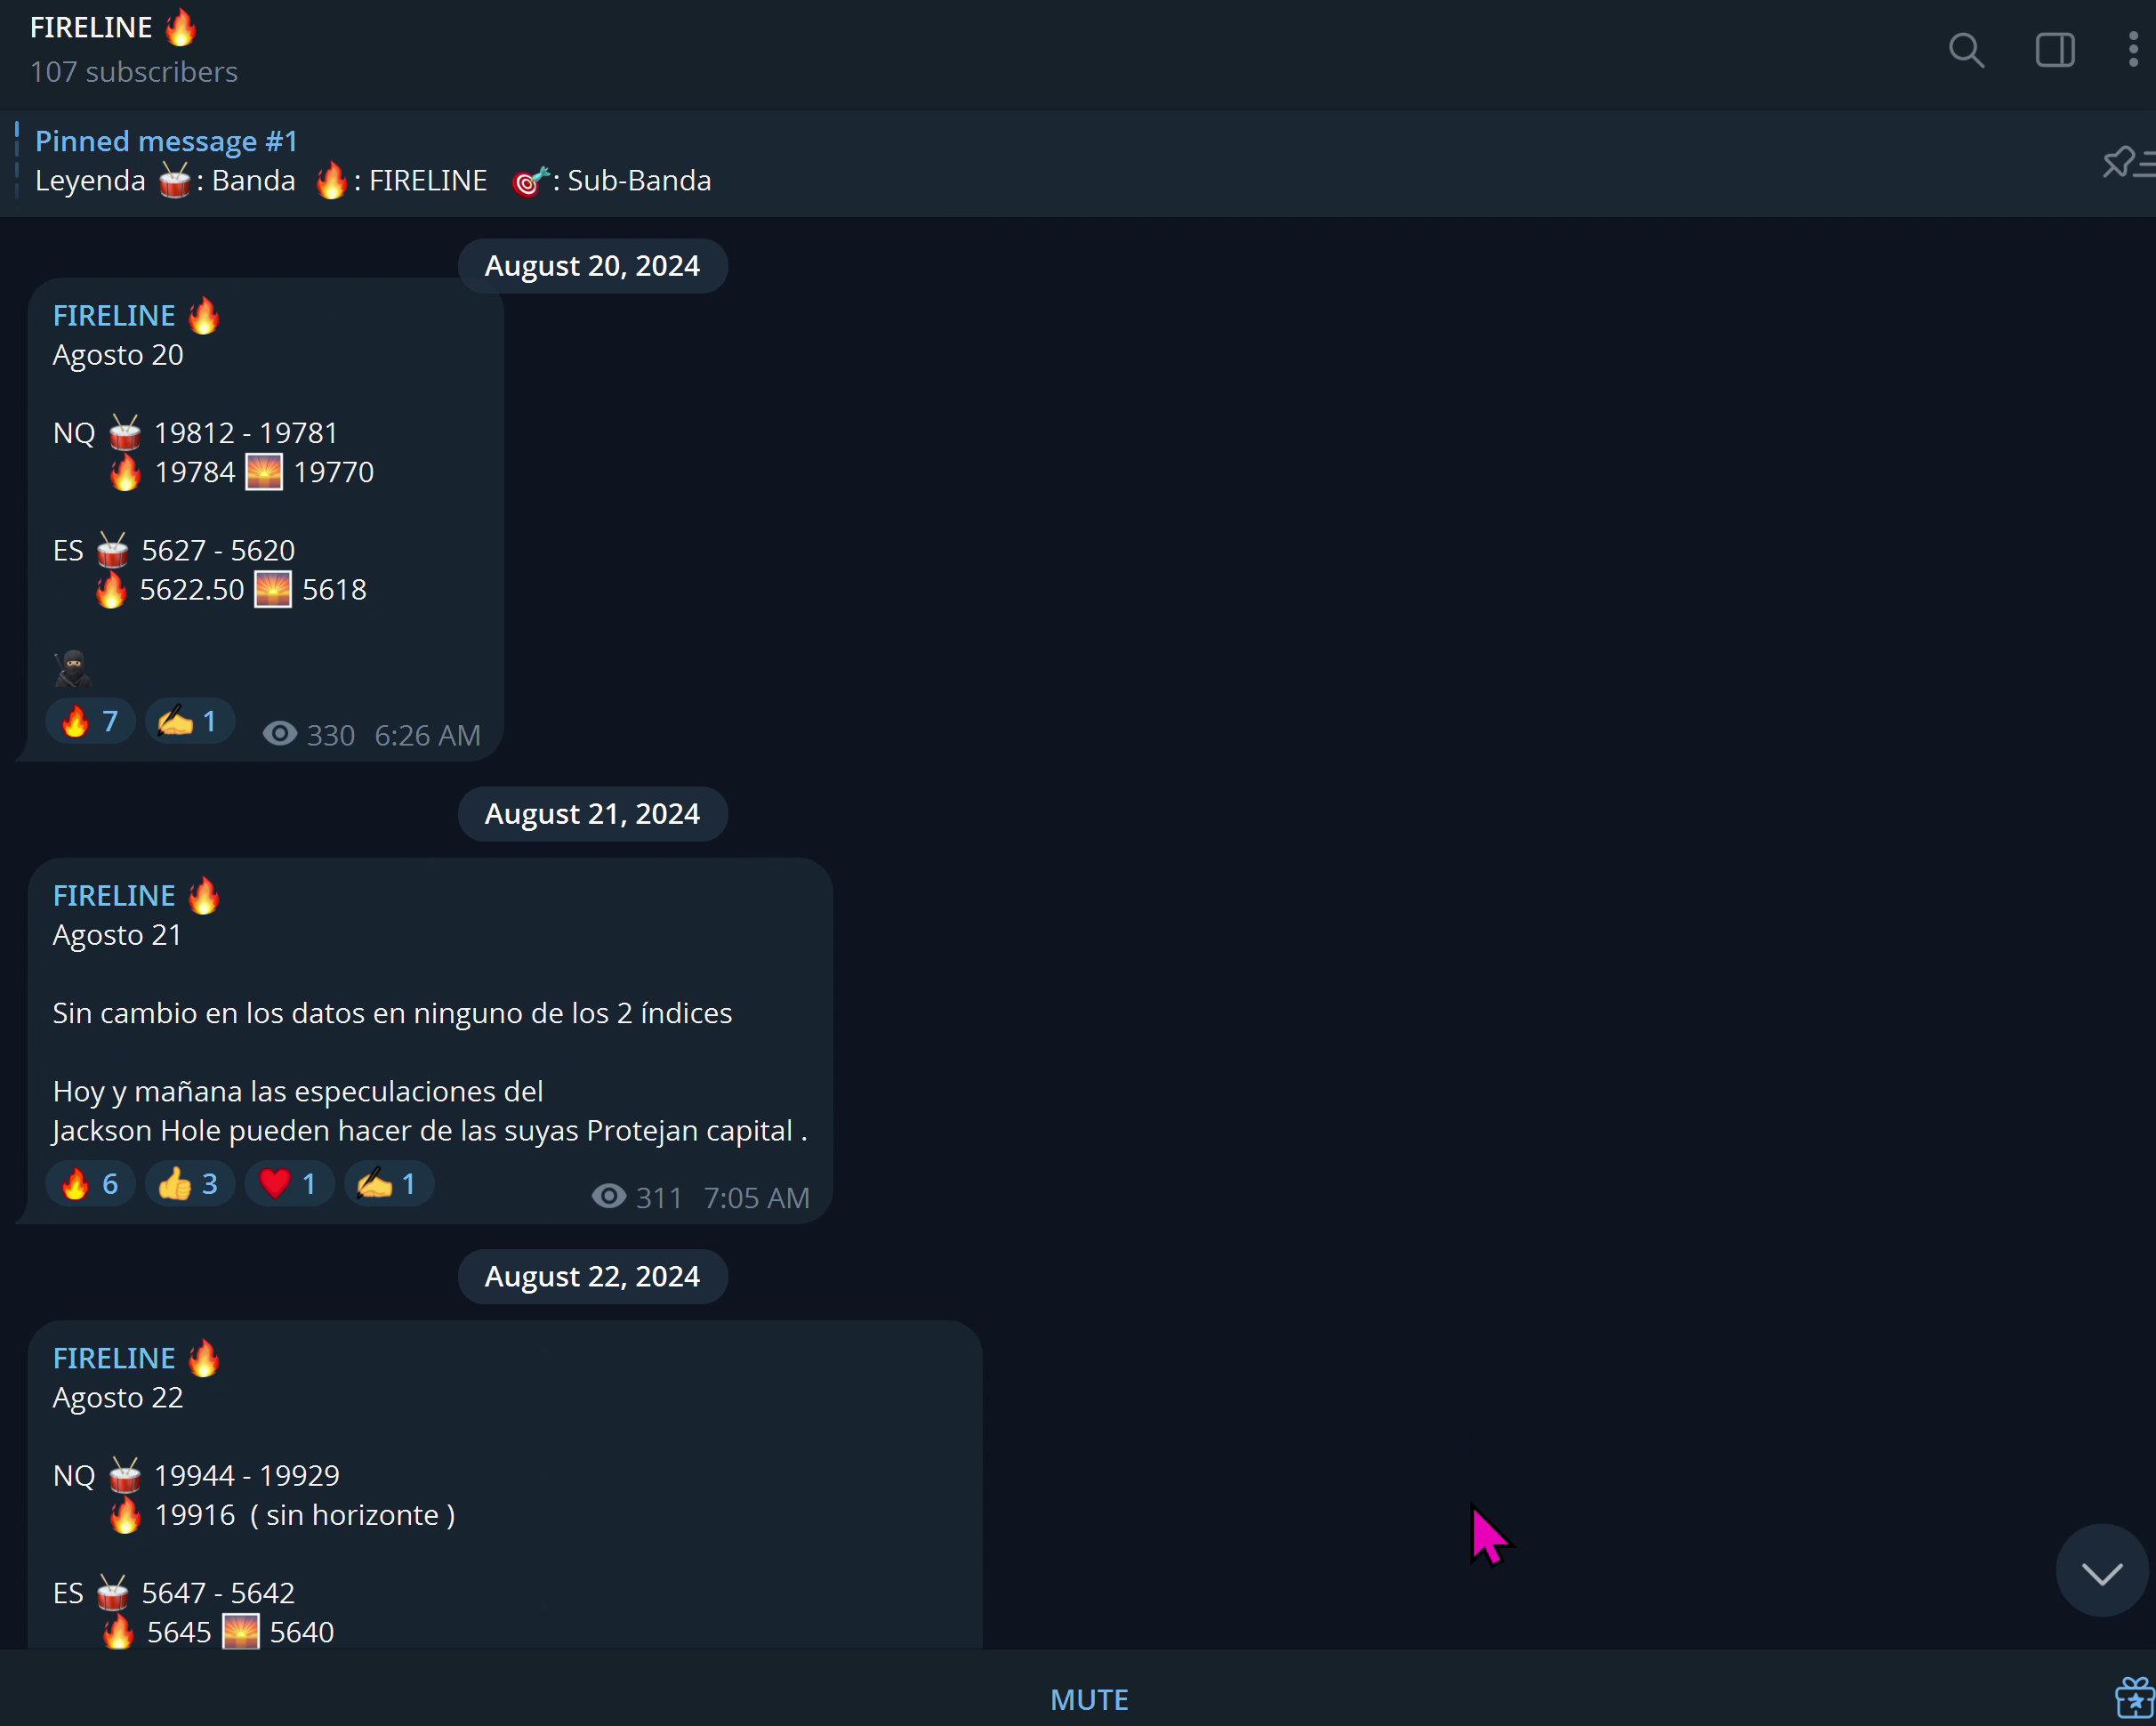 FIRELINE 🔥
107 subscribers
Pinned message #1
Leyenda 🥁: Banda 🔥: FIRELINE 🎯: Sub-Banda
August 20, 2024
FIRELINE 🔥
Agosto 20
NQ 🥁 19812 - 19781
🔥 19784 🌅 19770
ES 🥁 5627 - 5620
🔥 5622.50 🌅 5618
🥷
🔥 7 ✍️ 1 330 6:26 AM
August 21, 2024
FIRELINE 🔥
Agosto 21
Sin cambio en los datos en ninguno de los 2 índices
Hoy y mañana las especulaciones del
Jackson Hole pueden hacer de las suyas Protejan capital .
🔥 6 👍 3 ❤️ 1 ✍️ 1 311 7:05 AM
August 22, 2024
FIRELINE 🔥
Agosto 22
NQ 🥁 19944 - 19929
🔥 19916 ( sin horizonte )
ES 🥁 5647 - 5642
🔥 5645 🌅 5640
MUTE